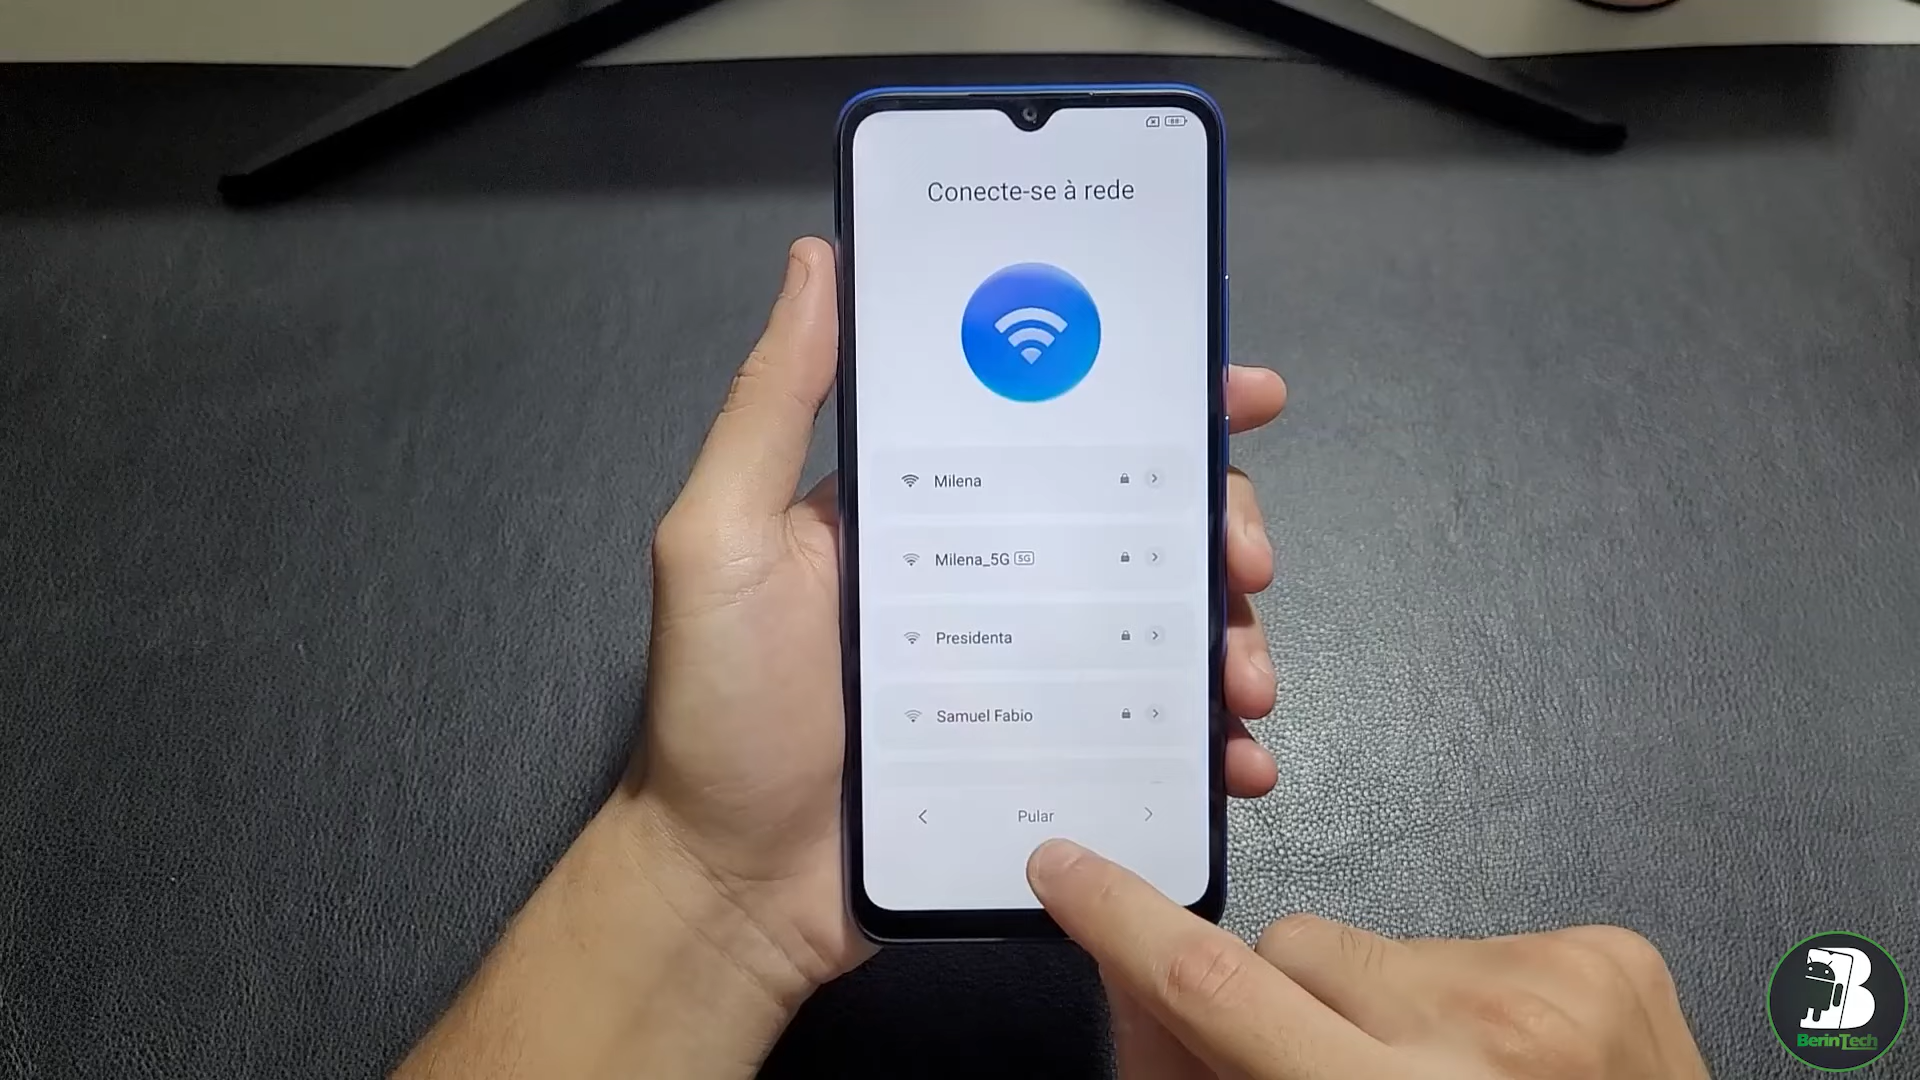 Conecte-se à rede
Milena
Milena_5G 5G
Presidenta
Samuel Fabio
Pular
BerinTech